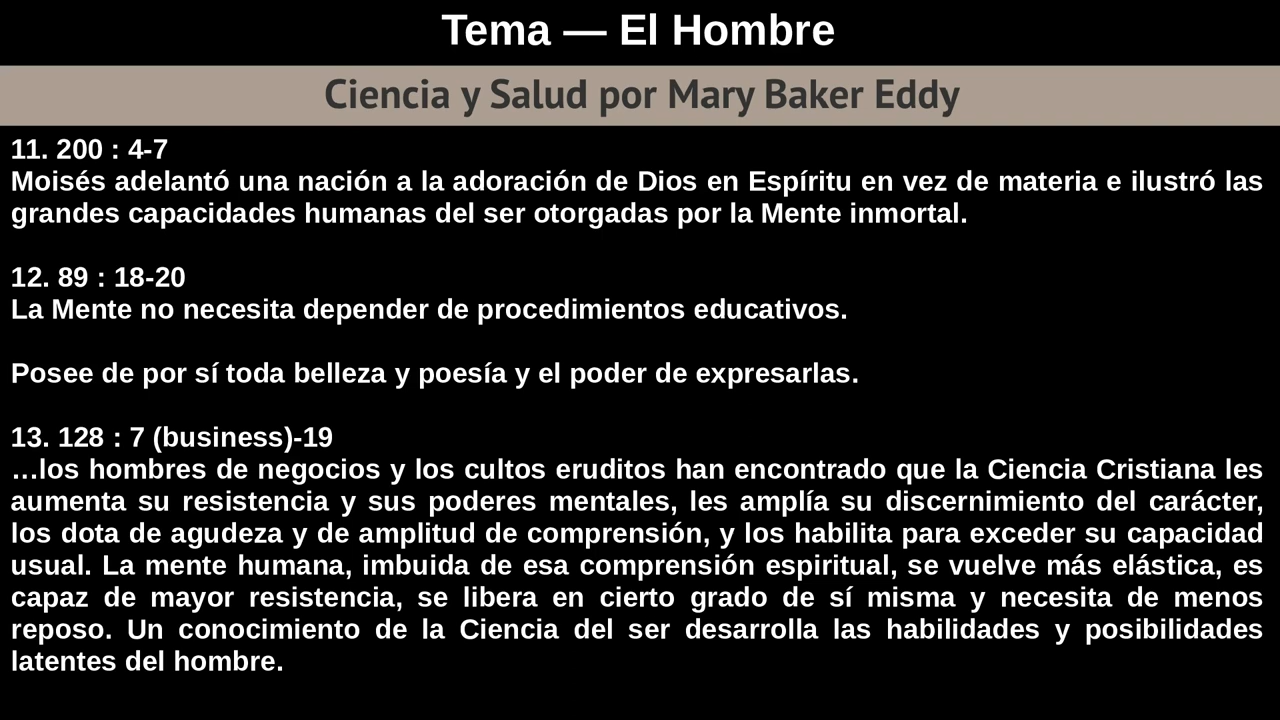 Tema — El Hombre
Ciencia y Salud por Mary Baker Eddy
11. 200 : 4-7
Moisés adelantó una nación a la adoración de Dios en Espíritu en vez de materia e ilustró las
grandes capacidades humanas del ser otorgadas por la Mente inmortal.
12. 89 : 18-20
La Mente no necesita depender de procedimientos educativos.
Posee de por sí toda belleza y poesía y el poder de expresarlas.
13. 128 : 7 (business)-19
…los hombres de negocios y los cultos eruditos han encontrado que la Ciencia Cristiana les
aumenta su resistencia y sus poderes mentales, les amplía su discernimiento del carácter,
los dota de agudeza y de amplitud de comprensión, y los habilita para exceder su capacidad
usual. La mente humana, imbuida de esa comprensión espiritual, se vuelve más elástica, es
capaz de mayor resistencia, se libera en cierto grado de sí misma y necesita de menos
reposo. Un conocimiento de la Ciencia del ser desarrolla las habilidades y posibilidades
latentes del hombre.